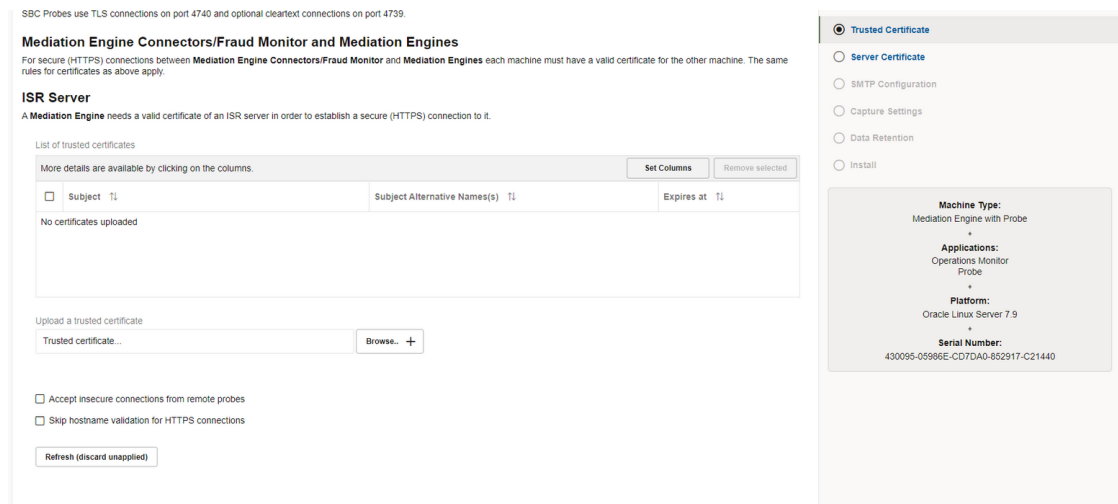 SBC Probes use TLS connections on port 4740 and optional cleartext connections on port 4739.
Mediation Engine Connectors/Fraud Monitor and Mediation Engines
For secure (HTTPS) connections between Mediation Engine Connectors/Fraud Monitor and Mediation Engines each machine must have a valid certificate for the other machine. The same
rules for certificates as above apply.
ISR Server
A Mediation Engine needs a valid certificate of an ISR server in order to establish a secure (HTTPS) connection to it.
List of trusted certificates
More details are available by clicking on the columns.
Set Columns
Remove selected
Subject
Subject Alternative Names(s)
Expires at
No certificates uploaded
Upload a trusted certificate
Trusted certificate...
Browse.. +
Accept insecure connections from remote probes
Skip hostname validation for HTTPS connections
Refresh (discard unapplied)
Trusted Certificate
Server Certificate
SMTP Configuration
Capture Settings
Data Retention
Install
Machine Type:
Mediation Engine with Probe
Applications:
Operations Monitor
Probe
Platform:
Oracle Linux Server 7.9
Serial Number:
430095-05986E-CD7DA0-852917-C21440